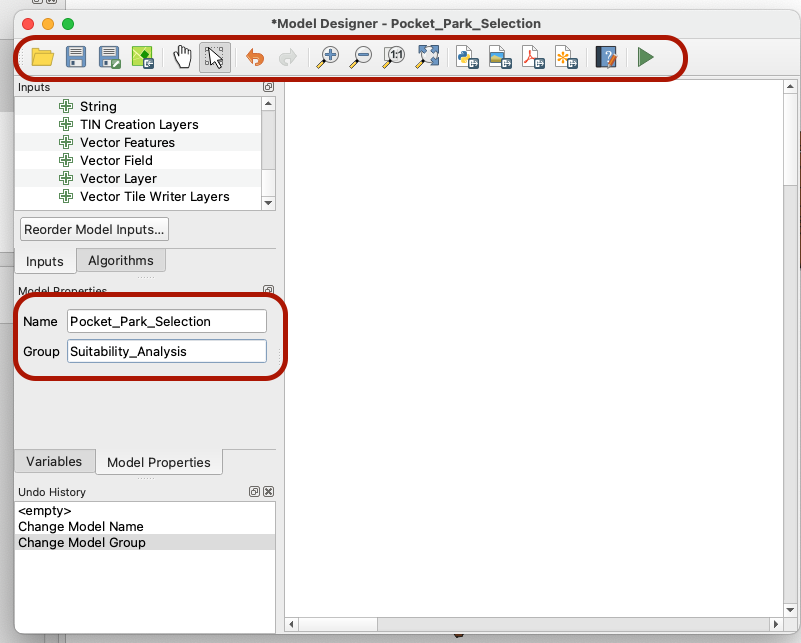 *Model Designer - Pocket_Park_Selection
1:1
Inputs
String
TIN Creation Layers
Vector Features
Vector Field
Vector Layer
Vector Tile Writer Layers
Reorder Model Inputs...
Inputs Algorithms
Model Properties
Name Pocket_Park_Selection
Group Suitability_Analysis
Variables Model Properties
Undo History
<empty>
Change Model Name
Change Model Group